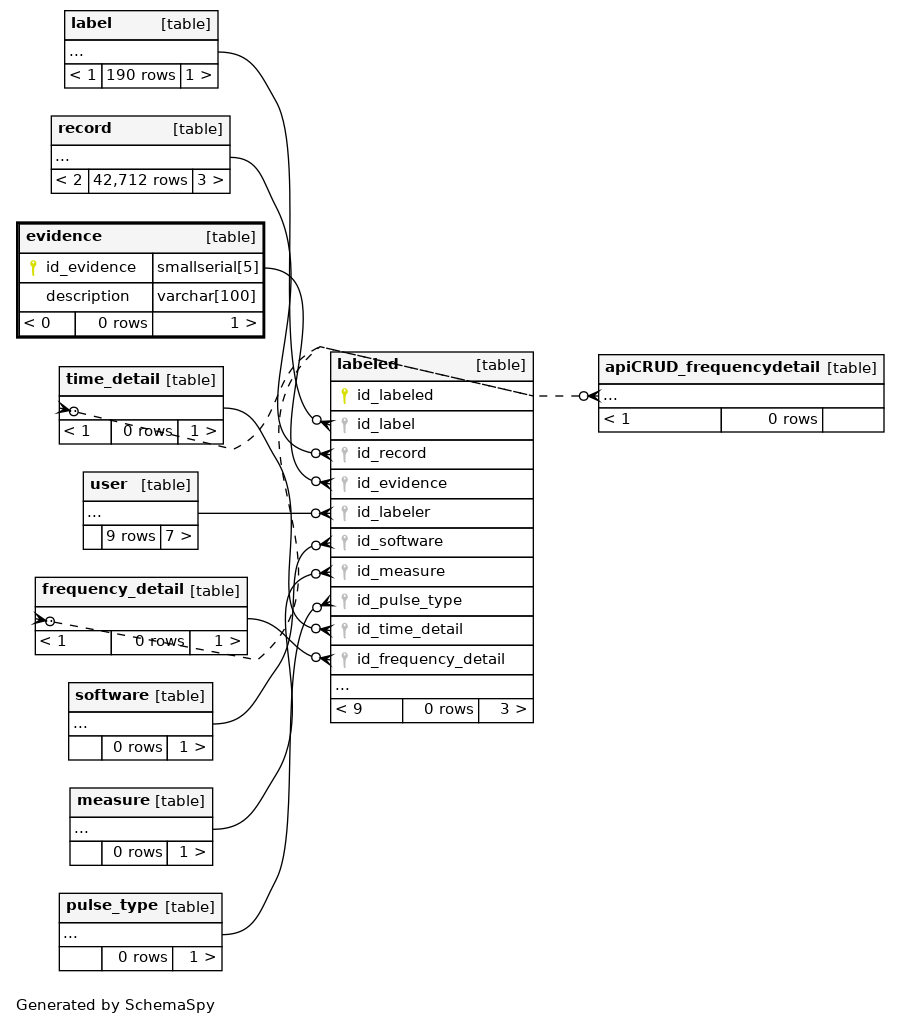 label [table]
...
< 1 190 rows 1 >
record [table]
...
< 2 42,712 rows 3 >
evidence [table]
id_evidence smallserial[5]
description varchar[100]
< 0 0 rows 1 >
time_detail [table]
...
< 1 0 rows 1 >
user [table]
...
9 rows 7 >
frequency_detail [table]
...
< 1 0 rows 1 >
software [table]
...
0 rows 1 >
measure [table]
...
0 rows 1 >
pulse_type [table]
...
0 rows 1 >
labeled [table]
id_labeled
id_label
id_record
id_evidence
id_labeler
id_software
id_measure
id_pulse_type
id_time_detail
id_frequency_detail
...
< 9 0 rows 3 >
apiCRUD_frequencydetail [table]
...
< 1 0 rows
Generated by SchemaSpy